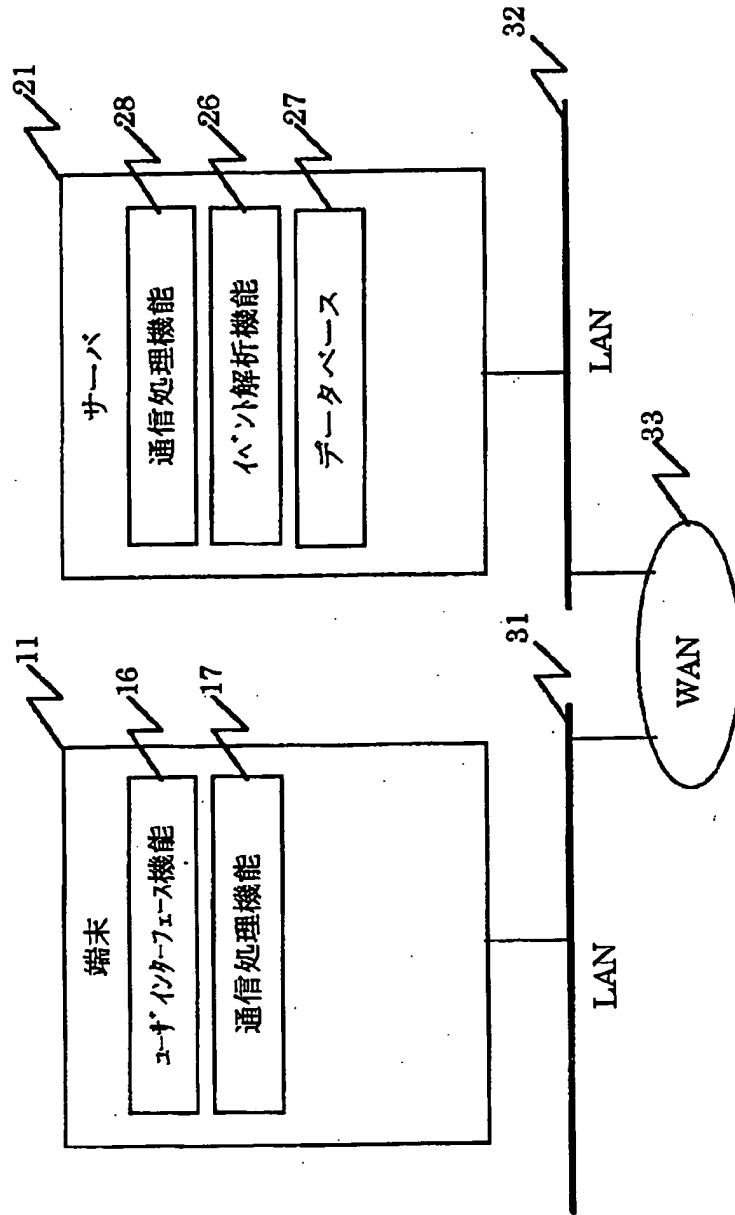 端末
11
ユーザインターフェース機能
16
通信処理機能
17
LAN
31
サーバ
21
通信処理機能
28
イベント解析機能
26
データベース
27
LAN
32
WAN
33